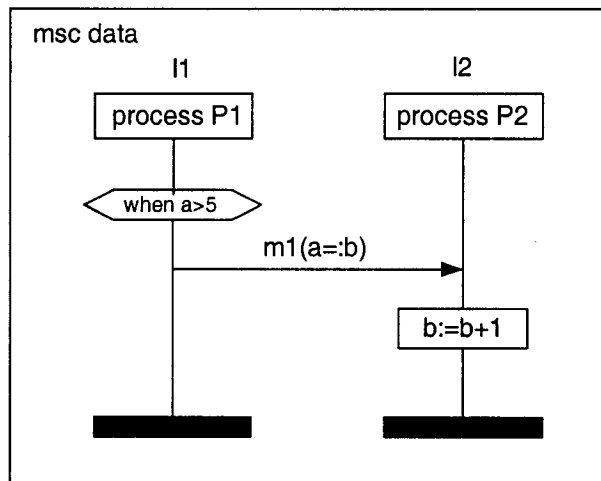 msc data
I1 I2
process P1 process P2
when a>5
m1(a=:b)
b:=b+1